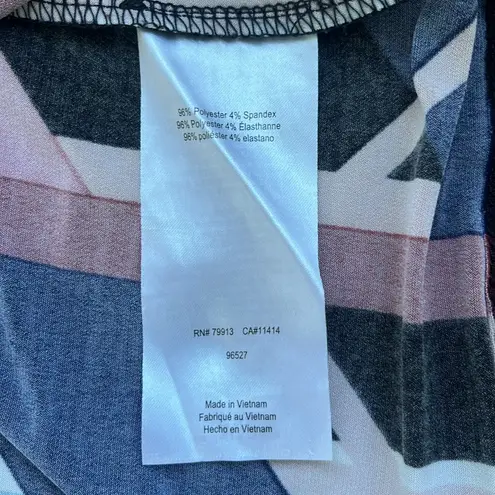 96% Polyester 4% Spandex
96% Polyester 4% Élasthanne
96% poliéster 4% elastano
RN# 79913 CA#11414
96527
Made in Vietnam
Fabriqué au Vietnam
Hecho en Vietnam